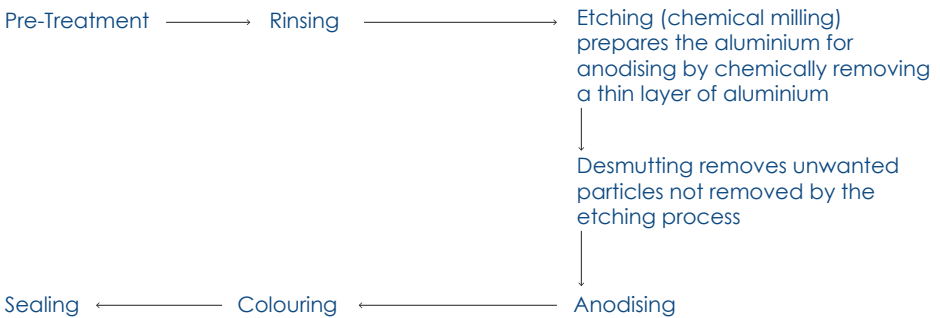 Pre-Treatment
Rinsing
Etching (chemical milling)
prepares the aluminium for
anodising by chemically removing
a thin layer of aluminium
Desmutting removes unwanted
particles not removed by the
etching process
Anodising
Colouring
Sealing